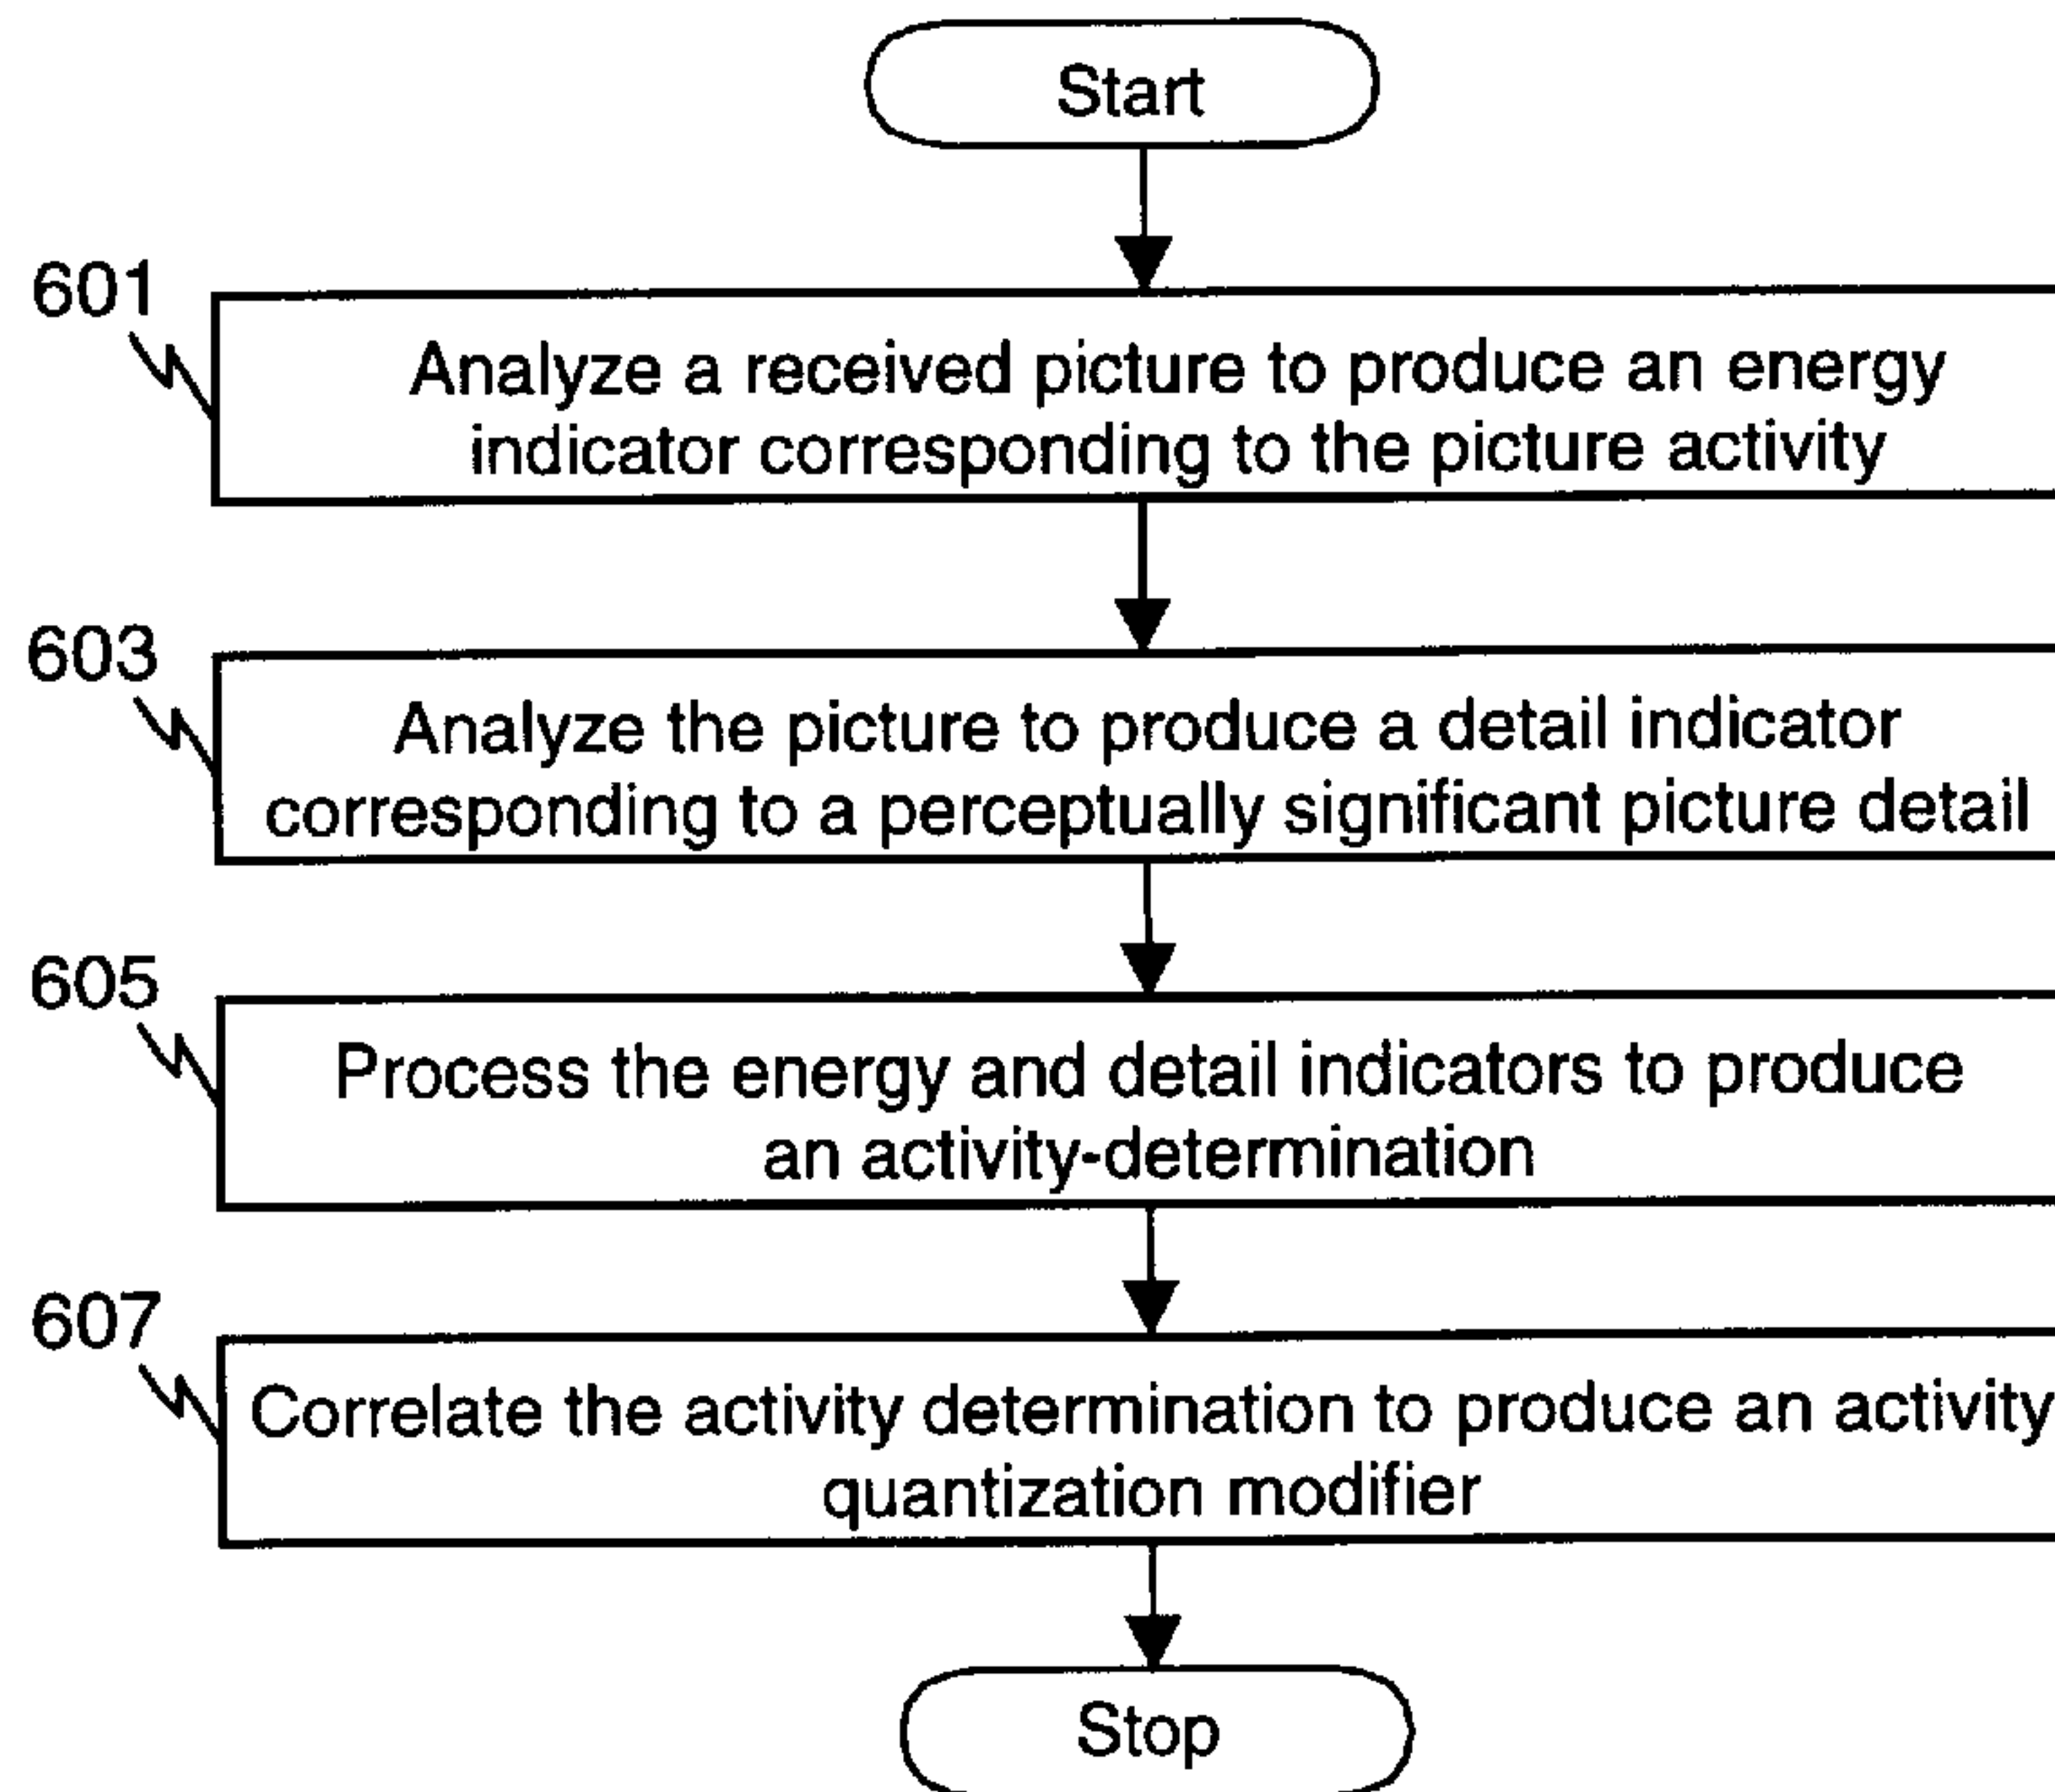 Start
601
Analyze a received picture to produce an energy
indicator corresponding to the picture activity
603
Analyze the picture to produce a detail indicator
corresponding to a perceptually significant picture detail
605
Process the energy and detail indicators to produce
an activity-determination
607
Correlate the activity determination to produce an activity
quantization modifier
Stop